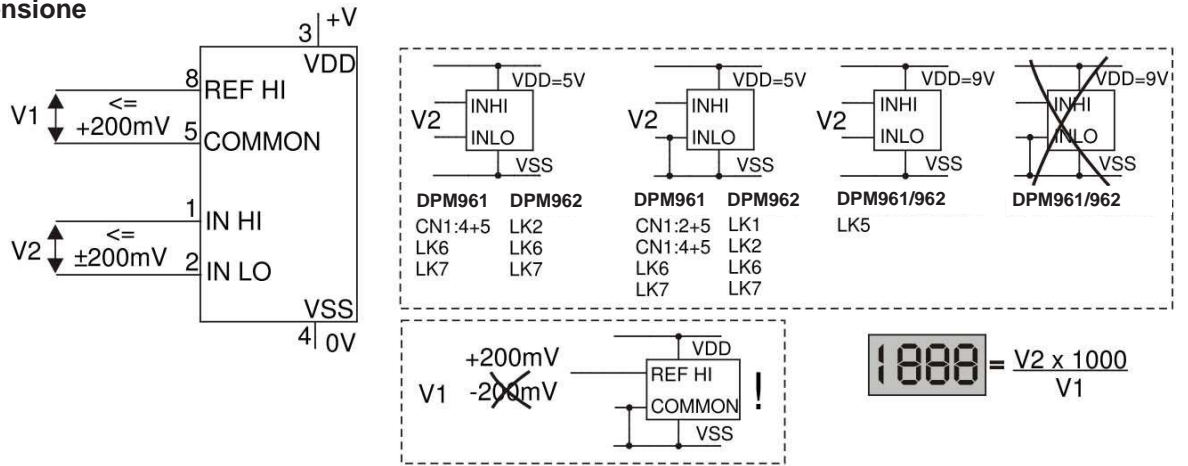 nsione
3 +V
VDD
8 REF HI
V1 <= +200mV
5 COMMON
1 IN HI
V2 <= ±200mV
2 IN LO
VSS
4 0V
VDD=5V
INHI
V2
INLO
VSS
DPM961 DPM962
CN1:4+5 LK2
LK6 LK6
LK7 LK7
VDD=5V
INHI
V2
INLO
VSS
DPM961 DPM962
CN1:2+5 LK1
CN1:4+5 LK2
LK6 LK6
LK7 LK7
VDD=9V
INHI
V2
INLO
VSS
DPM961/962
LK5
VDD=9V
INHI
INLO
VSS
DPM961/962
+200mV
V1 -200mV
VDD
REF HI
COMMON !
VSS
1888 = V2 x 1000
V1